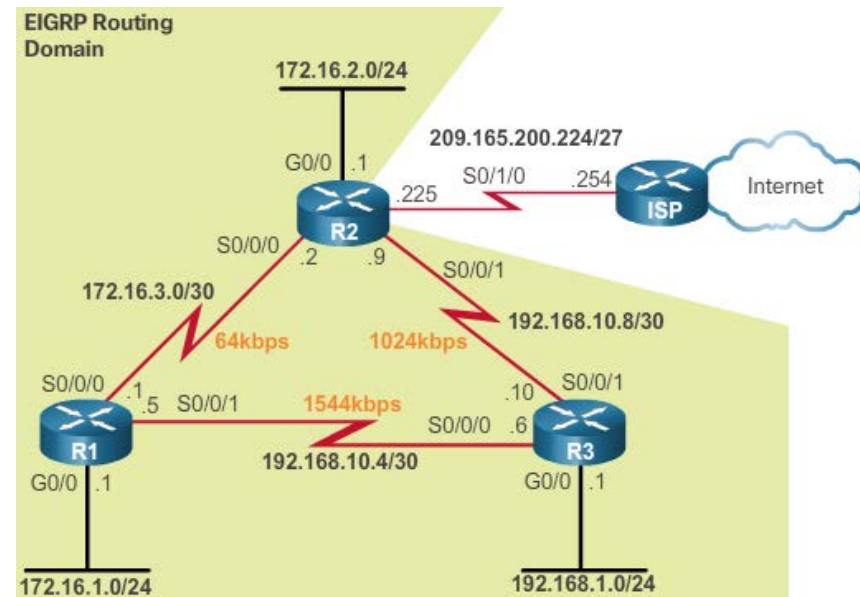 EIGRP Routing
Domain
172.16.2.0/24
209.165.200.224/27
G0/0 .1
S0/1/0
.225
.254
Internet
ISP
R2
S0/0/0
.2
.9
S0/0/1
172.16.3.0/30
192.168.10.8/30
64kbps
1024kbps
S0/0/0
.1
.10
S0/0/1
.5
S0/0/1
1544kbps
S0/0/0
.6
R1
R3
192.168.10.4/30
G0/0
.1
G0/0
.1
172.16.1.0/24
192.168.1.0/24